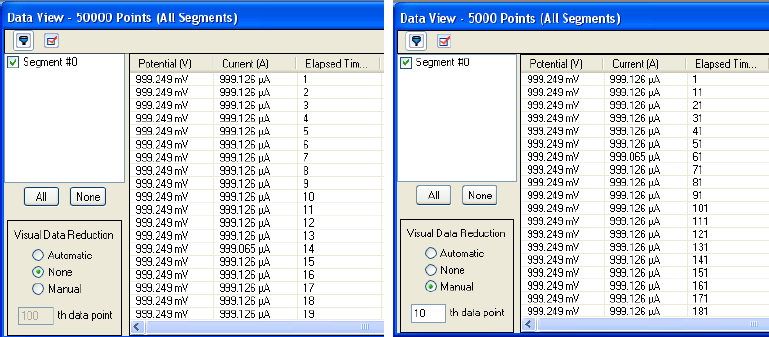 Data View - 50000 Points (All Segments)
Segment #0
All None
Visual Data Reduction
Automatic
None
Manual
100 th data point
Potential (V) Current (A) Elapsed Tim...
999.249 mV 999.126 µA 1
999.249 mV 999.126 µA 2
999.249 mV 999.126 µA 3
999.249 mV 999.126 µA 4
999.249 mV 999.126 µA 5
999.249 mV 999.126 µA 6
999.249 mV 999.126 µA 7
999.249 mV 999.126 µA 8
999.249 mV 999.126 µA 9
999.249 mV 999.126 µA 10
999.249 mV 999.126 µA 11
999.249 mV 999.126 µA 12
999.249 mV 999.126 µA 13
999.249 mV 999.065 µA 14
999.249 mV 999.126 µA 15
999.249 mV 999.126 µA 16
999.249 mV 999.126 µA 17
999.249 mV 999.126 µA 18
999.249 mV 999.126 µA 19
Data View - 5000 Points (All Segments)
Segment #0
All None
Visual Data Reduction
Automatic
None
Manual
10 th data point
Potential (V) Current (A) Elapsed Tim...
999.249 mV 999.126 µA 1
999.249 mV 999.126 µA 11
999.249 mV 999.126 µA 21
999.249 mV 999.126 µA 31
999.249 mV 999.126 µA 41
999.249 mV 999.126 µA 51
999.249 mV 999.065 µA 61
999.249 mV 999.126 µA 71
999.249 mV 999.126 µA 81
999.249 mV 999.126 µA 91
999.249 mV 999.126 µA 101
999.249 mV 999.126 µA 111
999.249 mV 999.126 µA 121
999.249 mV 999.126 µA 131
999.249 mV 999.126 µA 141
999.249 mV 999.126 µA 151
999.249 mV 999.126 µA 161
999.249 mV 999.126 µA 171
999.249 mV 999.126 µA 181